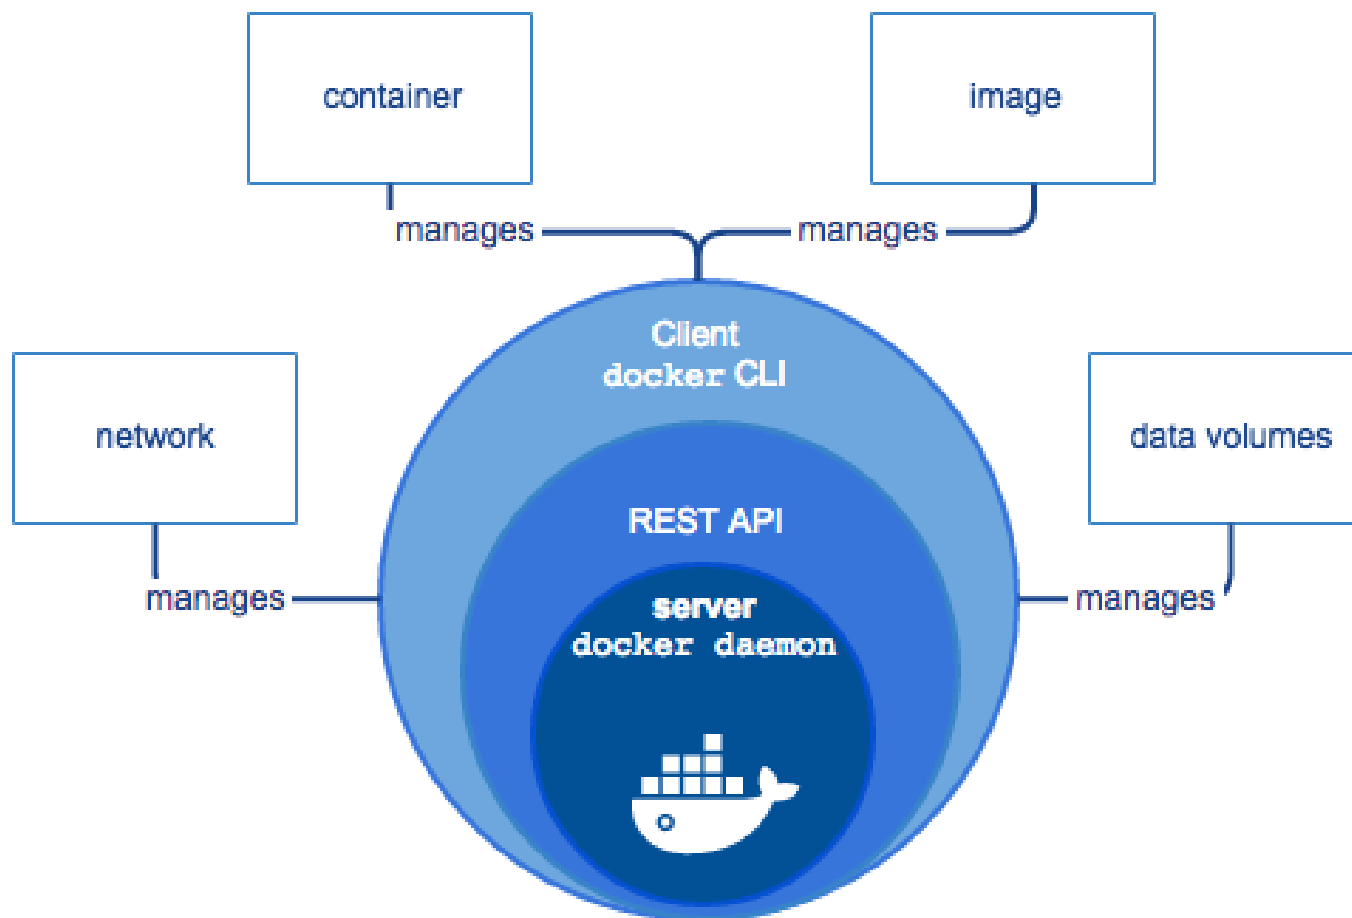 container
image
manages
manages
Client
docker CLI
network
data volumes
REST API
manages
server
docker daemon
manages